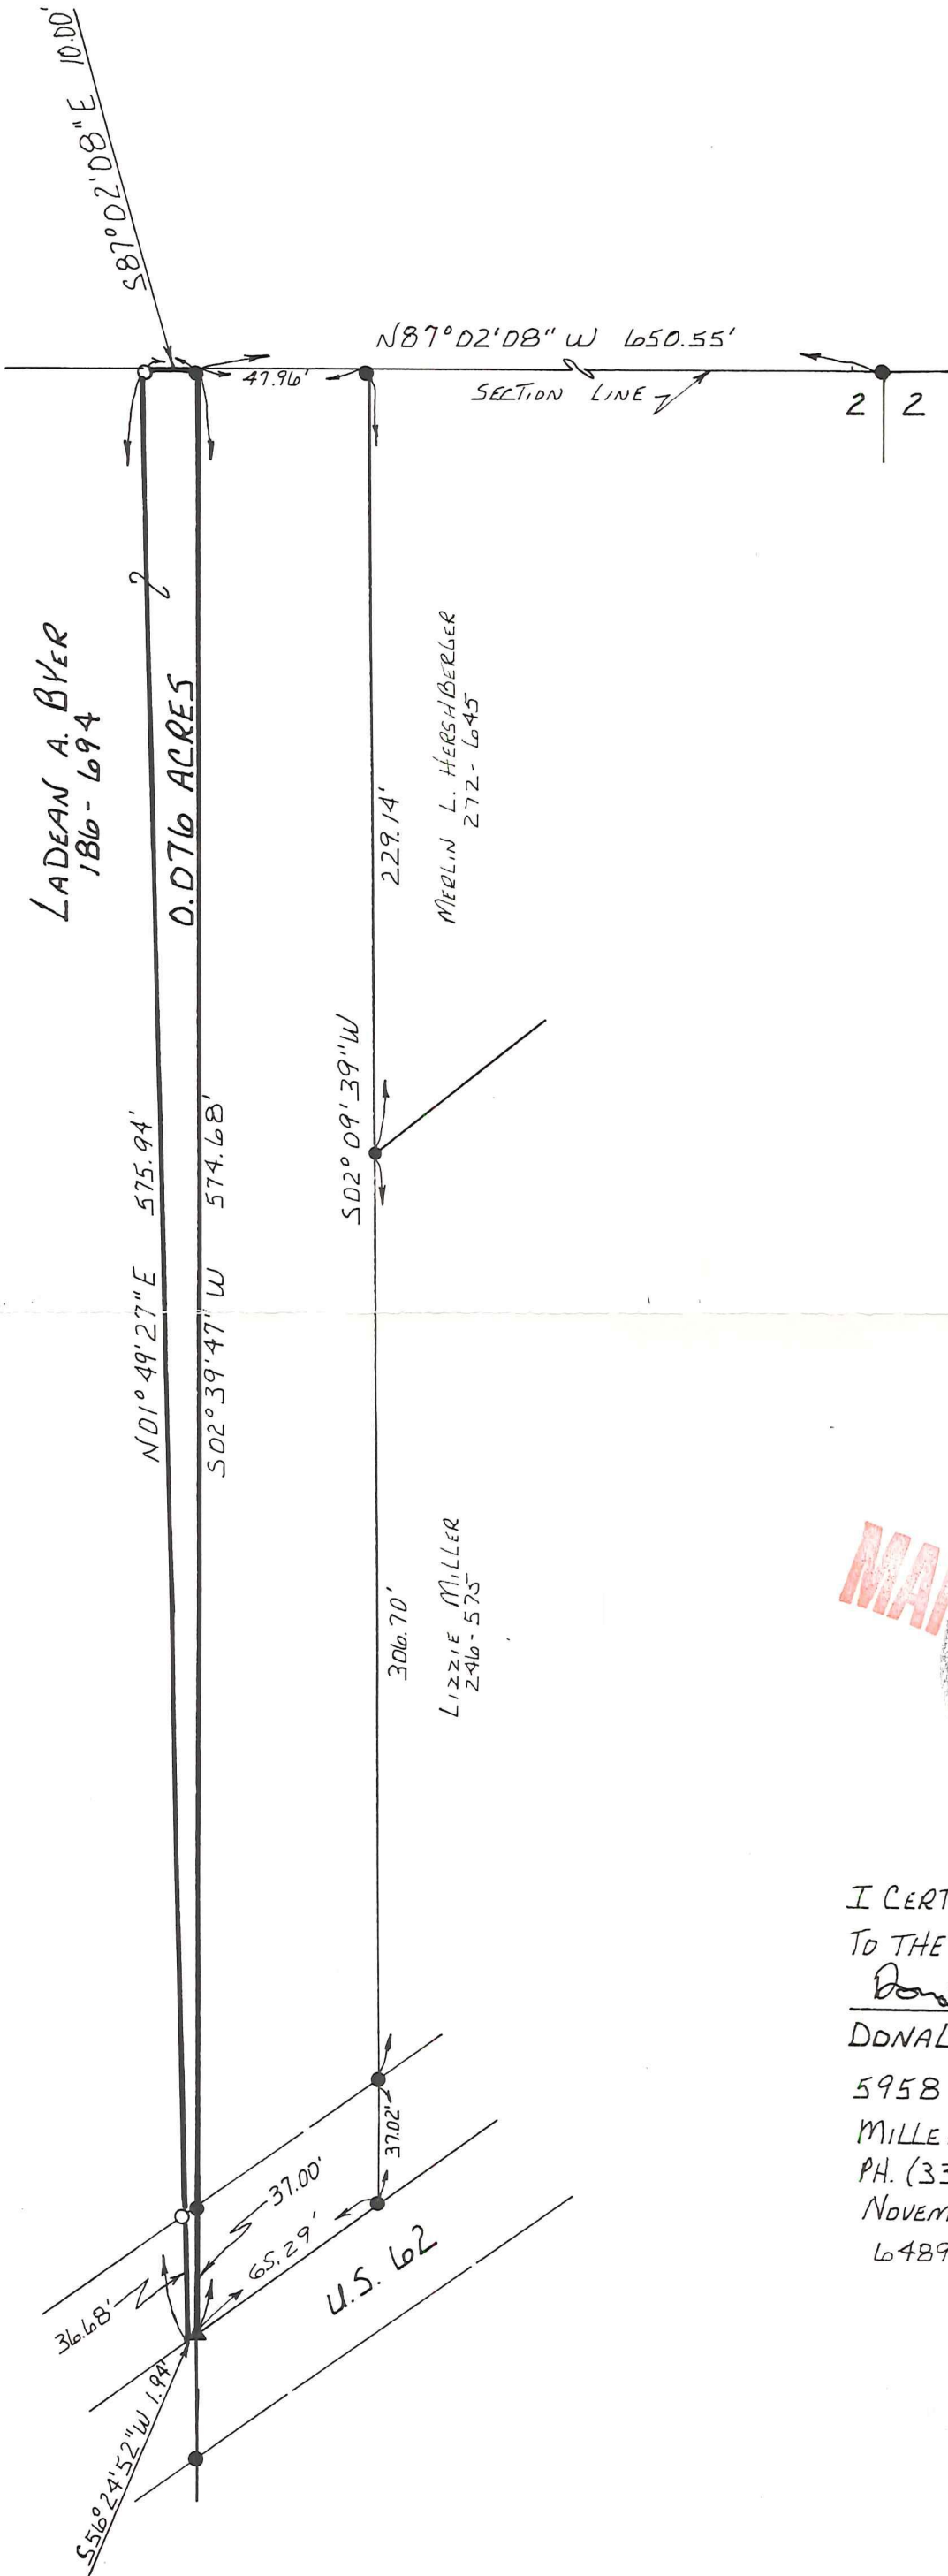 S87°02'08"E 10.00'
N87°02'08"W 650.55'
47.96'
SECTION LINE
2 2
LADEAN A. BYER
186-694
0.076 ACRES
MERLIN L. HERSHBERGER
272-645
229.14'
S02°09'39"W
N01°49'27"E 575.94'
S02°39'47"W 574.68'
306.70'
LIZZIE MILLER
246-575
I CERT
TO THE
DONAL
5958
MILLE
PH. (33
NOVEM
6489
37.02'
37.00'
65.29'
U.S. 62
36.68'
S56°24'52"W 1.94'